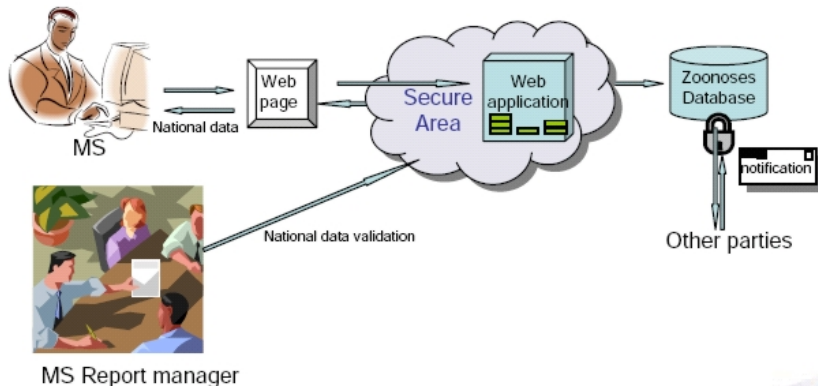 Web
page
National data
MS
Secure
Area
Web
application
Zoonoses
Database
notification
Other parties
National data validation
MS Report manager